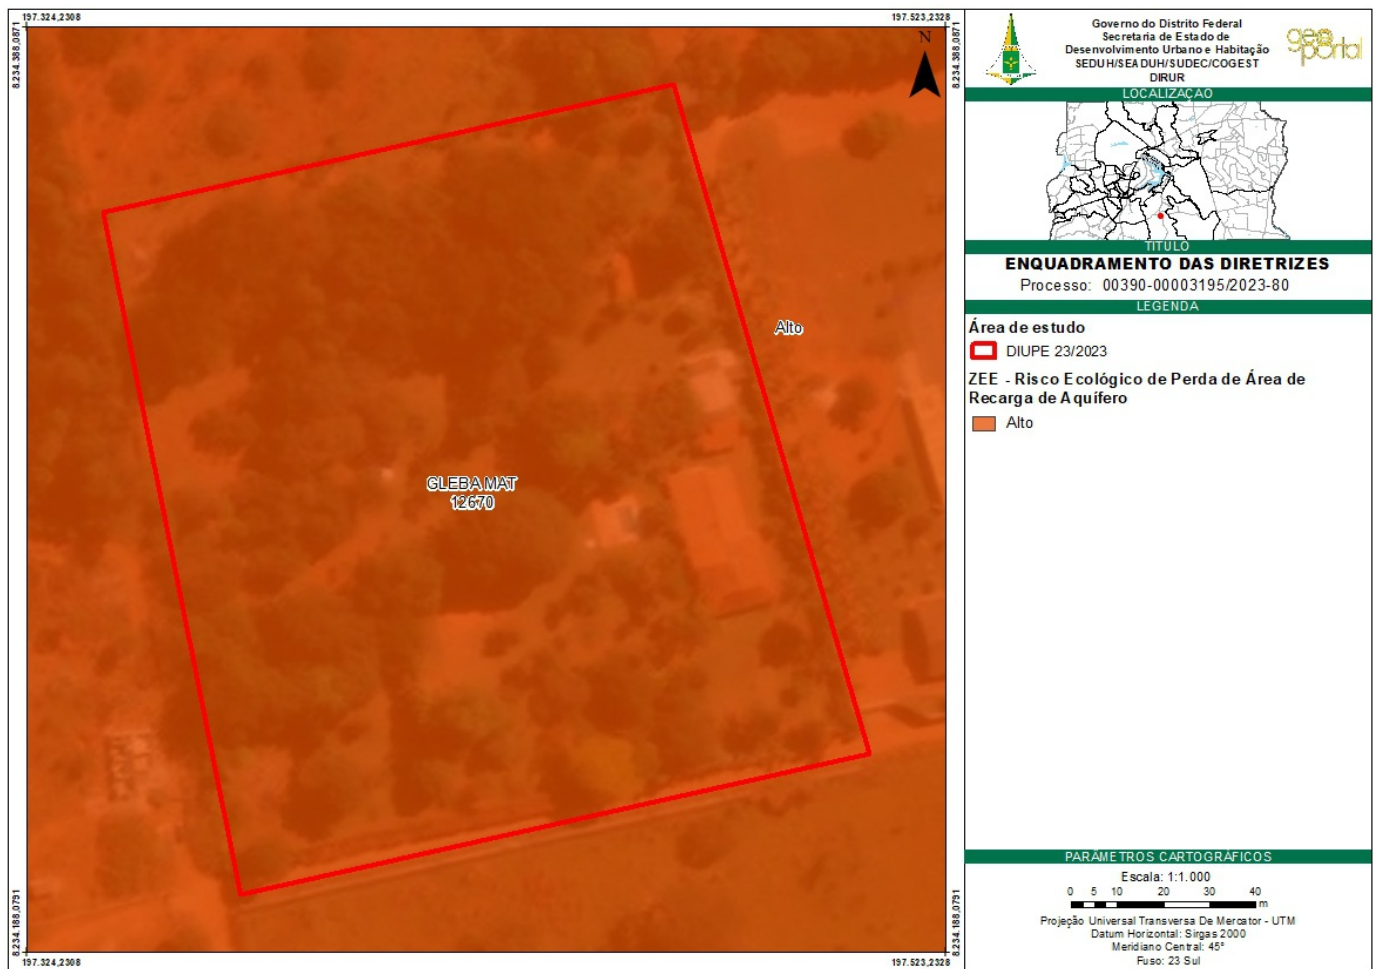 197.324,2308
197.523,2328
8.234.388,0871
8.234.388,0871
N
Alto
GLEBA MAT
12670
8.234.188,0791
8.234.188,0791
197.324,2308
197.523,2328
Governo do Distrito Federal
Secretaria de Estado de
Desenvolvimento Urbano e Habitação
SEDUH/SEADUH/SUDEC/COGEST
DIRUR
geo
portal
LOCALIZAÇAO
TITULO
ENQUADRAMENTO DAS DIRETRIZES
Processo: 00390-00003195/2023-80
LEGENDA
Área de estudo
DIUPE 23/2023
ZEE - Risco Ecológico de Perda de Área de
Recarga de Aquífero
Alto
PARÂMETROS CARTOGRÁFICOS
Escala: 1:1.000
0 5 10 20 30 40
m
Projeção Universal Transversa De Mercator - UTM
Datum Horizontal: Sirgas 2000
Meridiano Central: 45°
Fuso: 23 Sul